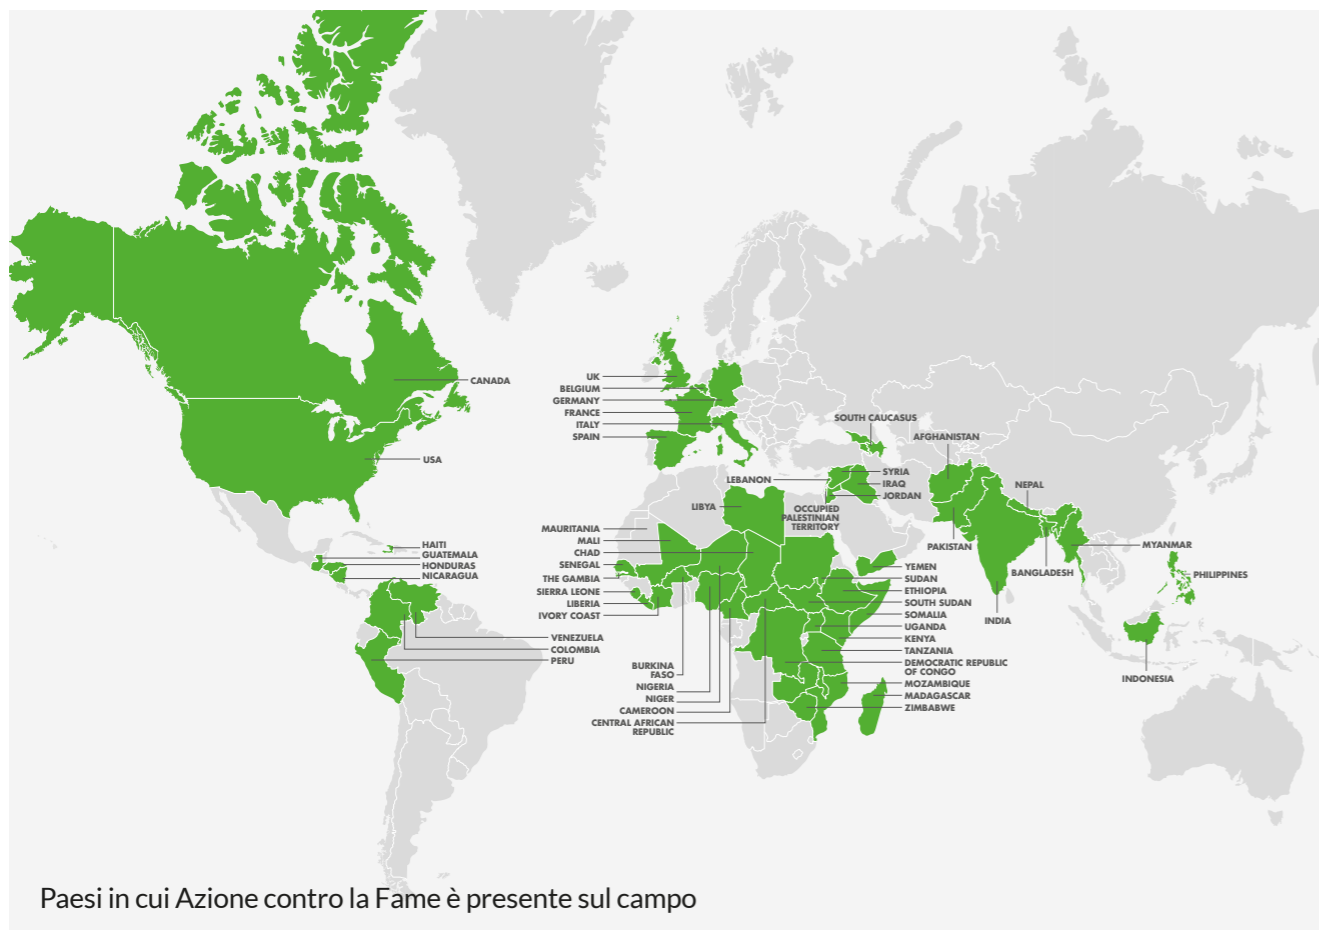 CANADA
USA
HAITI
GUATEMALA
HONDURAS
NICARAGUA
VENEZUELA
COLOMBIA
PERU
UK
BELGIUM
GERMANY
FRANCE
ITALY
SPAIN
SOUTH CAUCASUS
AFGHANISTAN
LEBANON
SYRIA
IRAQ
JORDAN
NEPAL
LIBYA
OCCUPIED
PALESTINIAN
TERRITORY
MAURITANIA
MALI
CHAD
SENEGAL
THE GAMBIA
SIERRA LEONE
LIBERIA
IVORY COAST
BURKINA
FASO
NIGERIA
NIGER
CAMEROON
CENTRAL AFRICAN
REPUBLIC
YEMEN
SUDAN
ETHIOPIA
SOUTH SUDAN
SOMALIA
UGANDA
KENYA
TANZANIA
DEMOCRATIC REPUBLIC
OF CONGO
MOZAMBIQUE
MADAGASCAR
ZIMBABWE
PAKISTAN
BANGLADESH
MYANMAR
INDIA
PHILIPPINES
INDONESIA
Paesi in cui Azione contro la Fame è presente sul campo